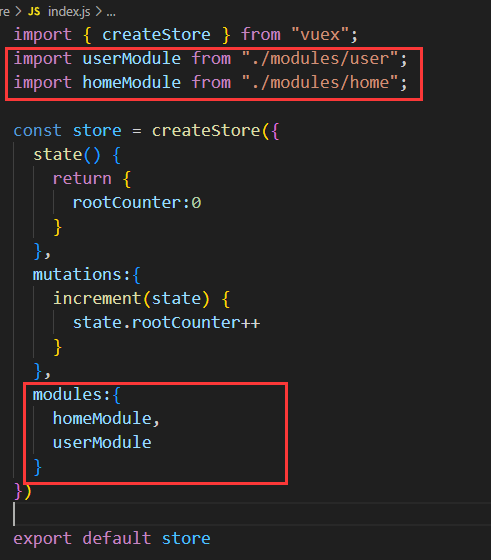 re > JS index.js > ...
import { createStore } from "vuex";
import userModule from "./modules/user";
import homeModule from "./modules/home";
const store = createStore({
state() {
return {
rootCounter:0
}
},
mutations:{
increment(state) {
state.rootCounter++
}
},
modules:{
homeModule,
userModule
}
})
export default store